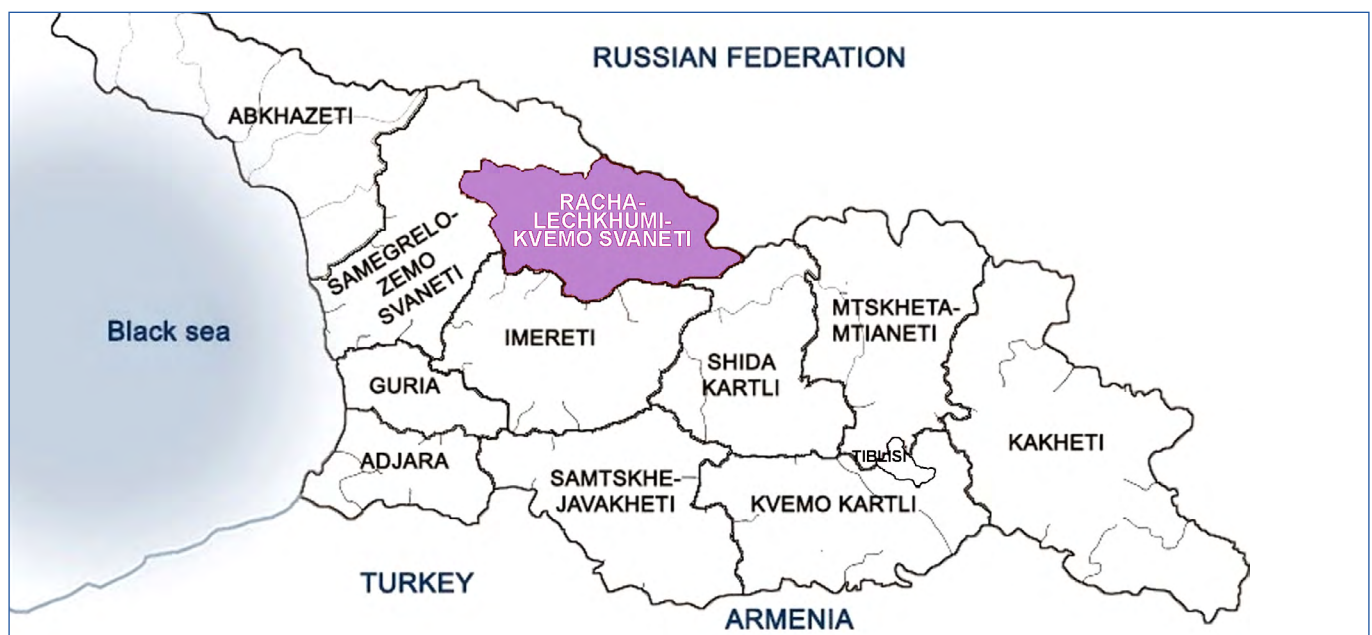 RUSSIAN FEDERATION
ABKHAZETI
RACHA-
LECHKHUMI-
KVEMO SVANETI
SAMEGRELO-
ZEMO
SVANETI
Black sea
IMERETI
MTSKHETA-
MTIANETI
SHIDA
KARTLI
GURIA
KAKHETI
ADJARA
TIBLISI
SAMTSKHE-
JAVAKHETI
KVEMO KARTLI
TURKEY
ARMENIA